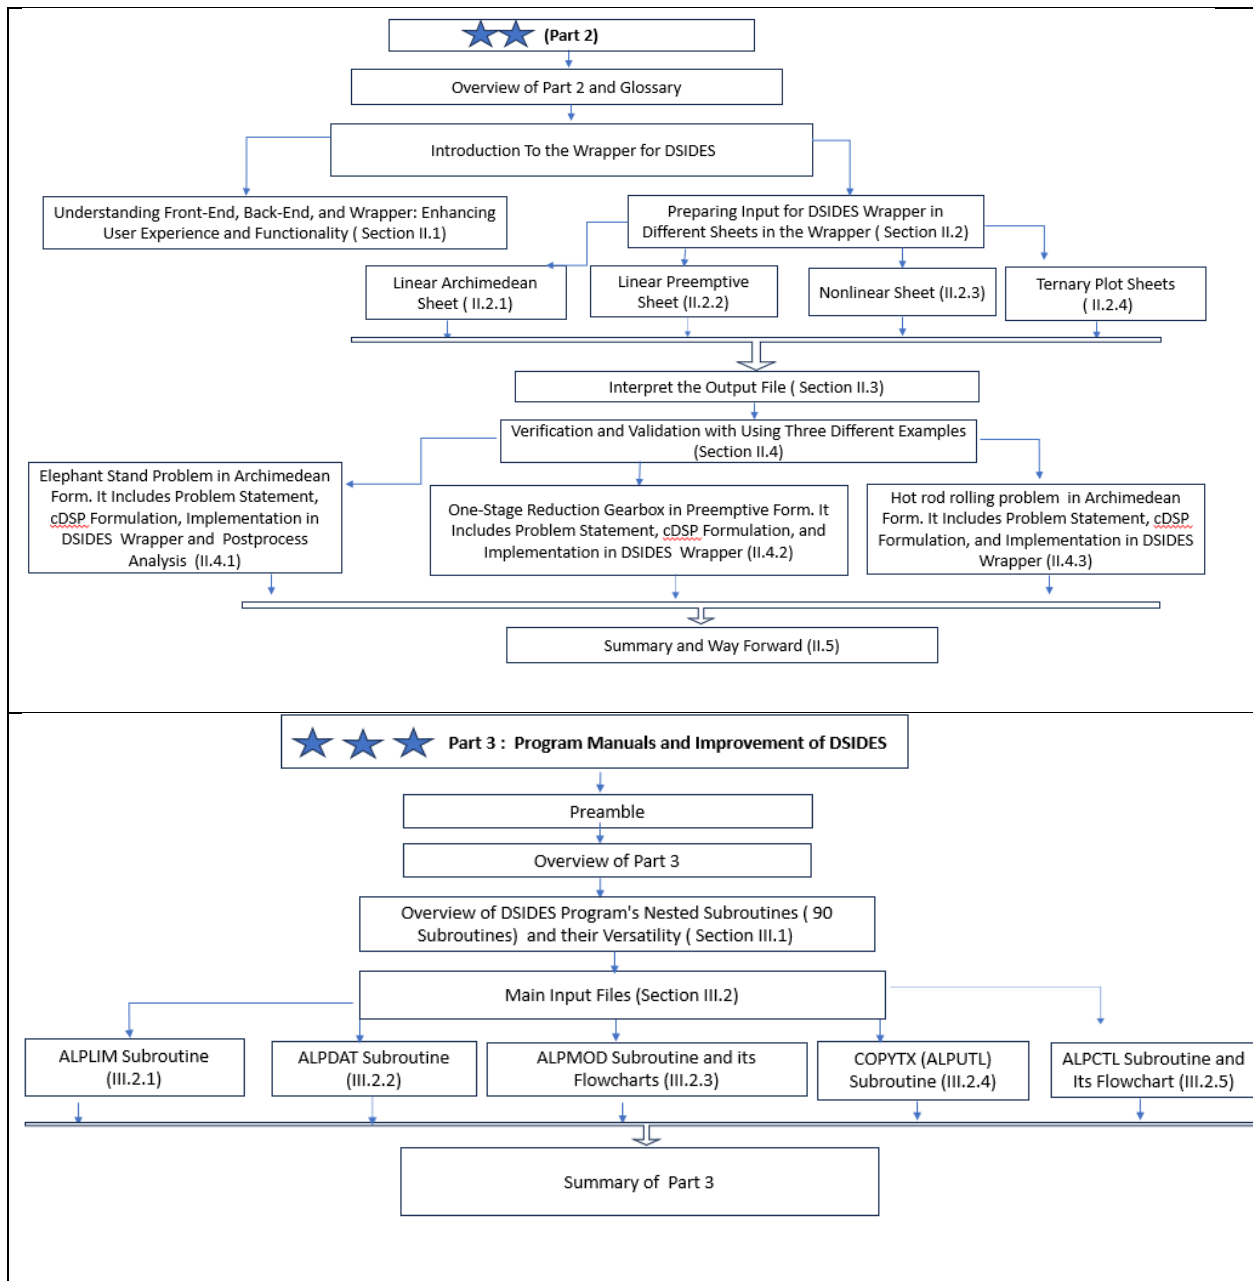 (Part 2)
Overview of Part 2 and Glossary
Introduction To the Wrapper for DSIDES
Understanding Front-End, Back-End, and Wrapper: Enhancing
User Experience and Functionality ( Section II.1)
Preparing Input for DSIDES Wrapper in
Different Sheets in the Wrapper ( Section II.2)
Linear Archimedean
Sheet ( II.2.1)
Linear Preemptive
Sheet (II.2.2)
Nonlinear Sheet (II.2.3)
Ternary Plot Sheets
( II.2.4)
Interpret the Output File ( Section II.3)
Verification and Validation with Using Three Different Examples
(Section II.4)
Elephant Stand Problem in Archimedean
Form. It Includes Problem Statement,
cDSP Formulation, Implementation in
DSIDES Wrapper and Postprocess
Analysis (II.4.1)
One-Stage Reduction Gearbox in Preemptive Form. It
Includes Problem Statement, cDSP Formulation, and
Implementation in DSIDES Wrapper (II.4.2)
Hot rod rolling problem in Archimedean
Form. It Includes Problem Statement, cDSP
Formulation, and Implementation in DSIDES
Wrapper (II.4.3)
Summary and Way Forward (II.5)
Part 3 : Program Manuals and Improvement of DSIDES
Preamble
Overview of Part 3
Overview of DSIDES Program's Nested Subroutines ( 90
Subroutines) and their Versatility ( Section III.1)
Main Input Files (Section III.2)
ALPLIM Subroutine
(III.2.1)
ALPDAT Subroutine
(III.2.2)
ALPMOD Subroutine and its
Flowcharts (III.2.3)
COPYTX (ALPUTL)
Subroutine (III.2.4)
ALPCTL Subroutine and
Its Flowchart (III.2.5)
Summary of Part 3